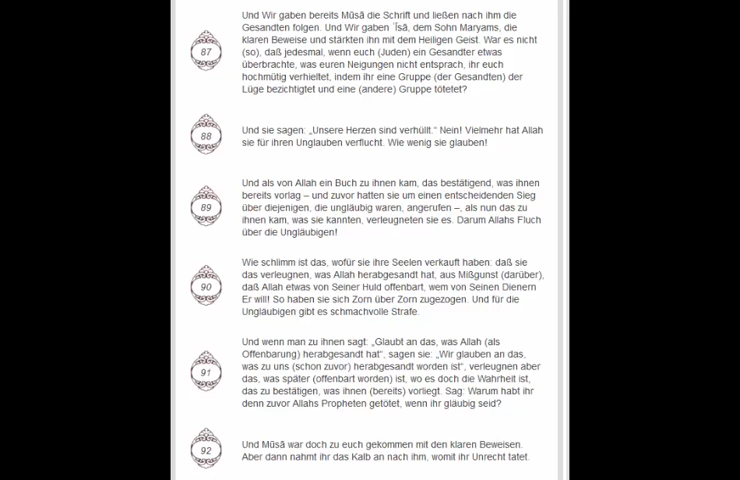 87
Und Wir gaben bereits Mūsā die Schrift und ließen nach ihm die
Gesandten folgen. Und Wir gaben ʿĪsā, dem Sohn Maryams, die
klaren Beweise und stärkten ihn mit dem Heiligen Geist. War es nicht
(so), daß jedesmal, wenn euch (Juden) ein Gesandter etwas
überbrachte, was euren Neigungen nicht entsprach, ihr euch
hochmütig verhieltet, indem ihr eine Gruppe (der Gesandten) der
Lüge bezichtigtet und eine (andere) Gruppe tötetet?
88
Und sie sagen: „Unsere Herzen sind verhüllt.“ Nein! Vielmehr hat Allah
sie für ihren Unglauben verflucht. Wie wenig sie glauben!
89
Und als von Allah ein Buch zu ihnen kam, das bestätigend, was ihnen
bereits vorlag – und zuvor hatten sie um einen entscheidenden Sieg
über diejenigen, die ungläubig waren, angerufen –, als nun das zu
ihnen kam, was sie kannten, verleugneten sie es. Darum Allahs Fluch
über die Ungläubigen!
90
Wie schlimm ist das, wofür sie ihre Seelen verkauft haben: daß sie
das verleugnen, was Allah herabgesandt hat, aus Mißgunst (darüber),
daß Allah etwas von Seiner Huld offenbart, wem von Seinen Dienern
Er will! So haben sie sich Zorn über Zorn zugezogen. Und für die
Ungläubigen gibt es schmachvolle Strafe.
91
Und wenn man zu ihnen sagt: „Glaubt an das, was Allah (als
Offenbarung) herabgesandt hat“, sagen sie: „Wir glauben an das,
was zu uns (schon zuvor) herabgesandt worden ist“, verleugnen aber
das, was später (offenbart worden) ist, wo es doch die Wahrheit ist,
das zu bestätigen, was ihnen (bereits) vorliegt. Sag: Warum habt ihr
denn zuvor Allahs Propheten getötet, wenn ihr gläubig seid?
92
Und Mūsā war doch zu euch gekommen mit den klaren Beweisen.
Aber dann nahmt ihr das Kalb an nach ihm, womit ihr Unrecht tatet.